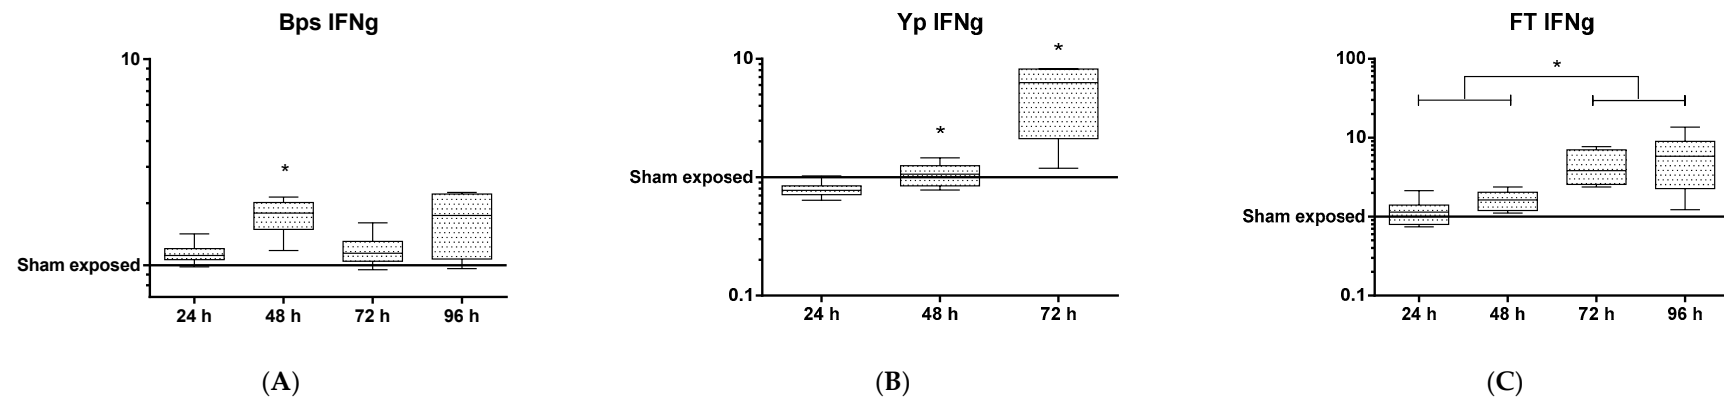 Bps IFNg
10
*
Sham exposed
24 h 48 h 72 h 96 h
(A)
Yp IFNg
10
*
*
Sham exposed
0.1
24 h 48 h 72 h
(B)
FT IFNg
100
*
10
Sham exposed
0.1
24 h 48 h 72 h 96 h
(C)